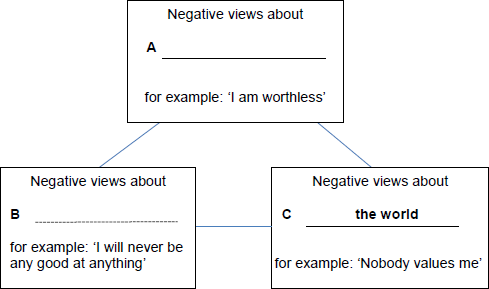 Negative views about
A
for example: ‘I am worthless’
Negative views about
B
for example: ‘I will never be
any good at anything’
Negative views about
C the world
for example: ‘Nobody values me’